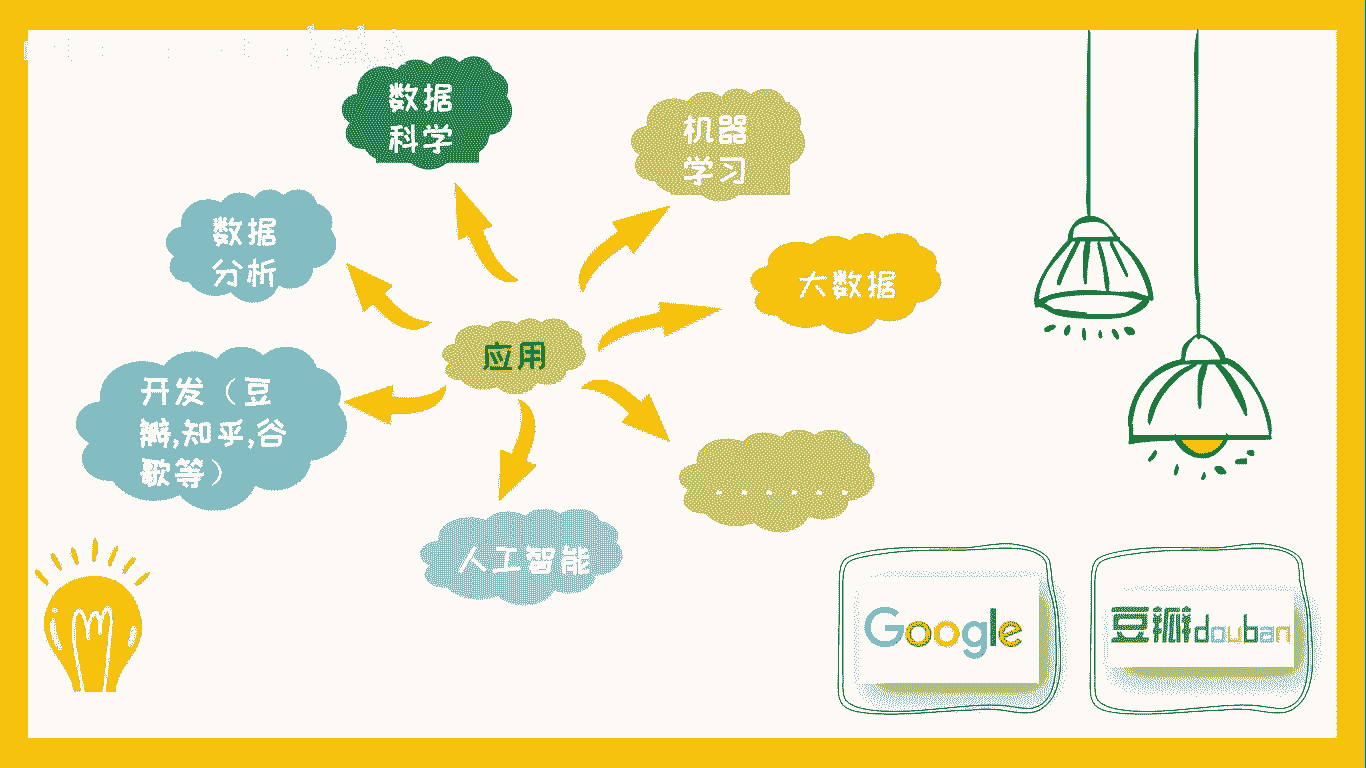 数据
科学
机器
学习
数据
分析
大数据
应用
开发（豆
瓣,知乎,谷
歌等）
......
人工智能
Google
豆瓣douban